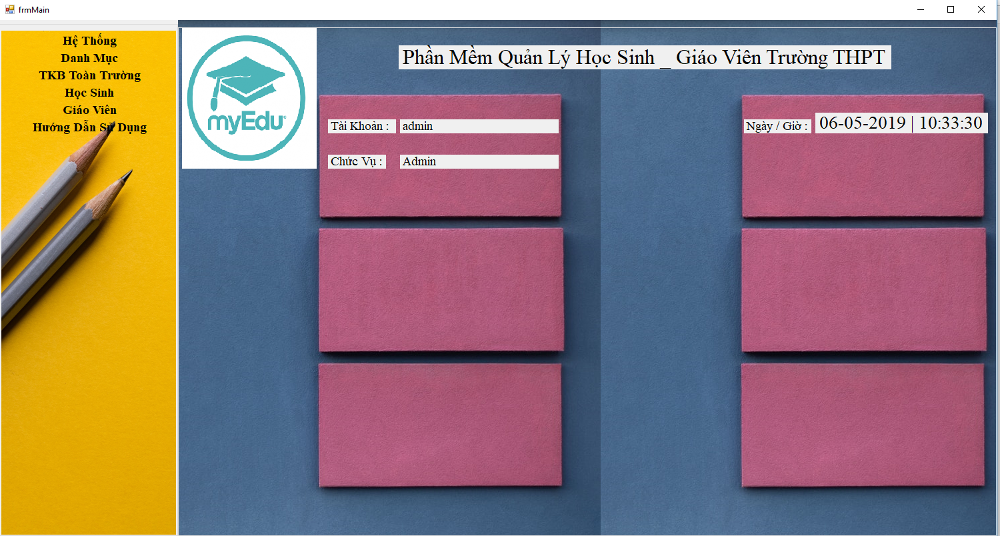 frmMain
Hệ Thống
Danh Mục
TKB Toàn Trường
Học Sinh
Giáo Viên
Hướng Dẫn Sử Dụng
myEdu®
Phần Mềm Quản Lý Học Sinh _ Giáo Viên Trường THPT
Tài Khoản : admin
Chức Vụ : Admin
Ngày / Giờ : 06-05-2019 | 10:33:30